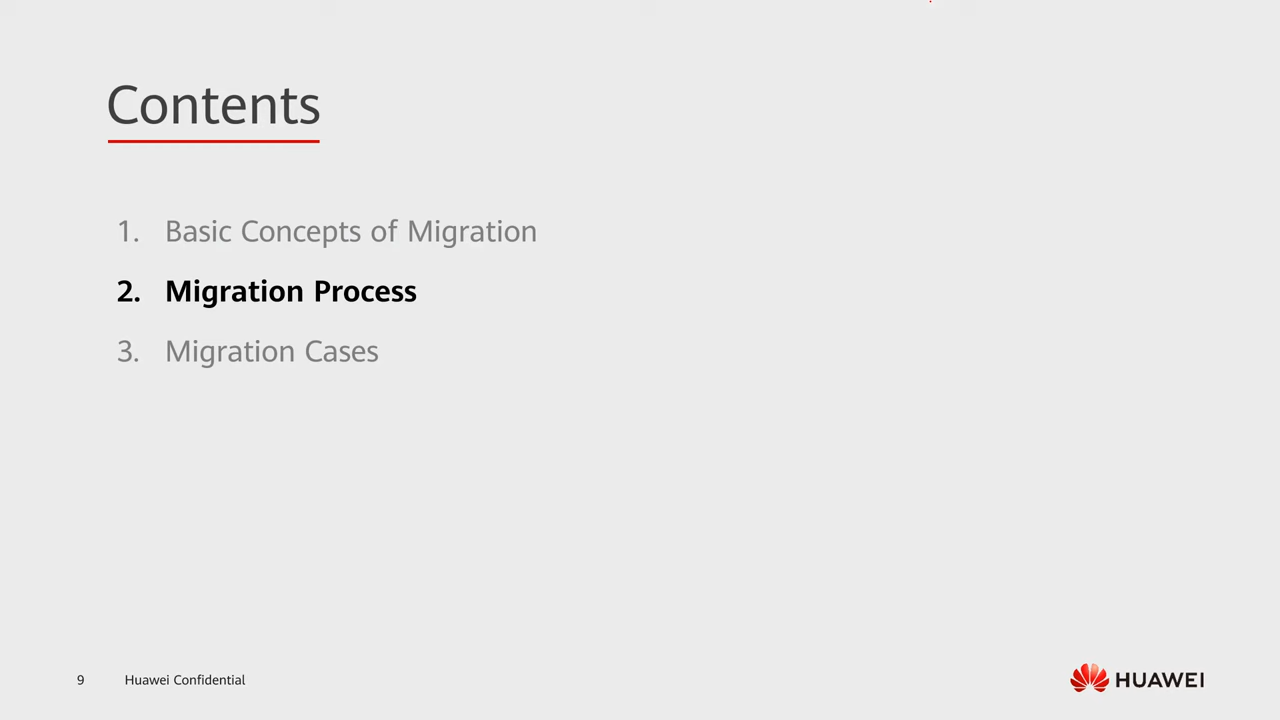 Contents
1. Basic Concepts of Migration
2. Migration Process
3. Migration Cases
9 Huawei Confidential
HUAWEI